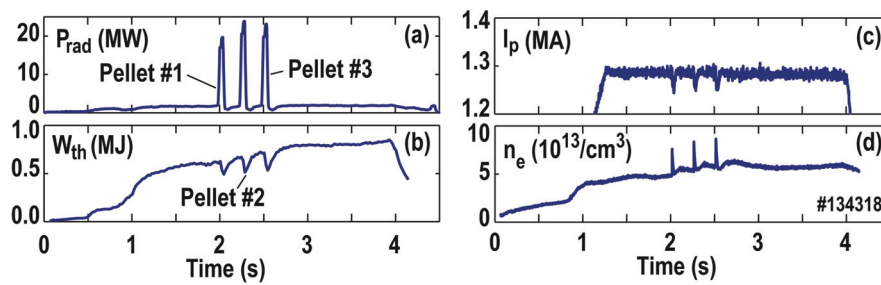 P_rad (MW)
(a)
20
10
0
Pellet #1
Pellet #3
W_th (MJ)
(b)
1.0
0.5
0.0
Pellet #2
0 1 2 3 4
Time (s)
I_p (MA)
(c)
1.4
1.3
1.2
n_e (10^13/cm^3)
(d)
10
5
0
#134318
0 1 2 3 4
Time (s)